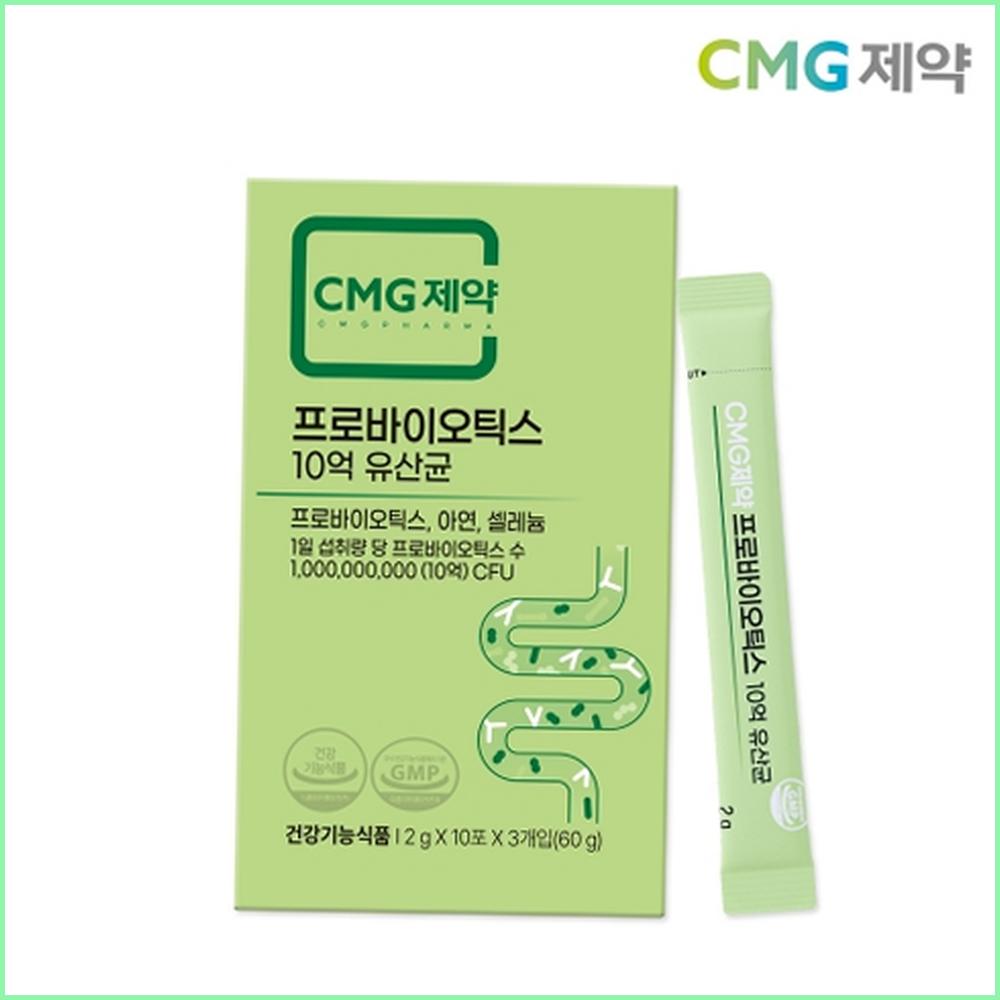 CMG 제약
CMG 제약
CMGPHARMA
프로바이오틱스
10억 유산균
프로바이오틱스, 아연, 셀레늄
1일 섭취량 당 프로바이오틱스 수
1,000,000,000 (10억) CFU
건강
기능식품
GMP
건강기능식품 I 2 g X 10포 X 3개입(60 g)
CMG제약 프로바이오틱스 10억 유산균
GMP
2g